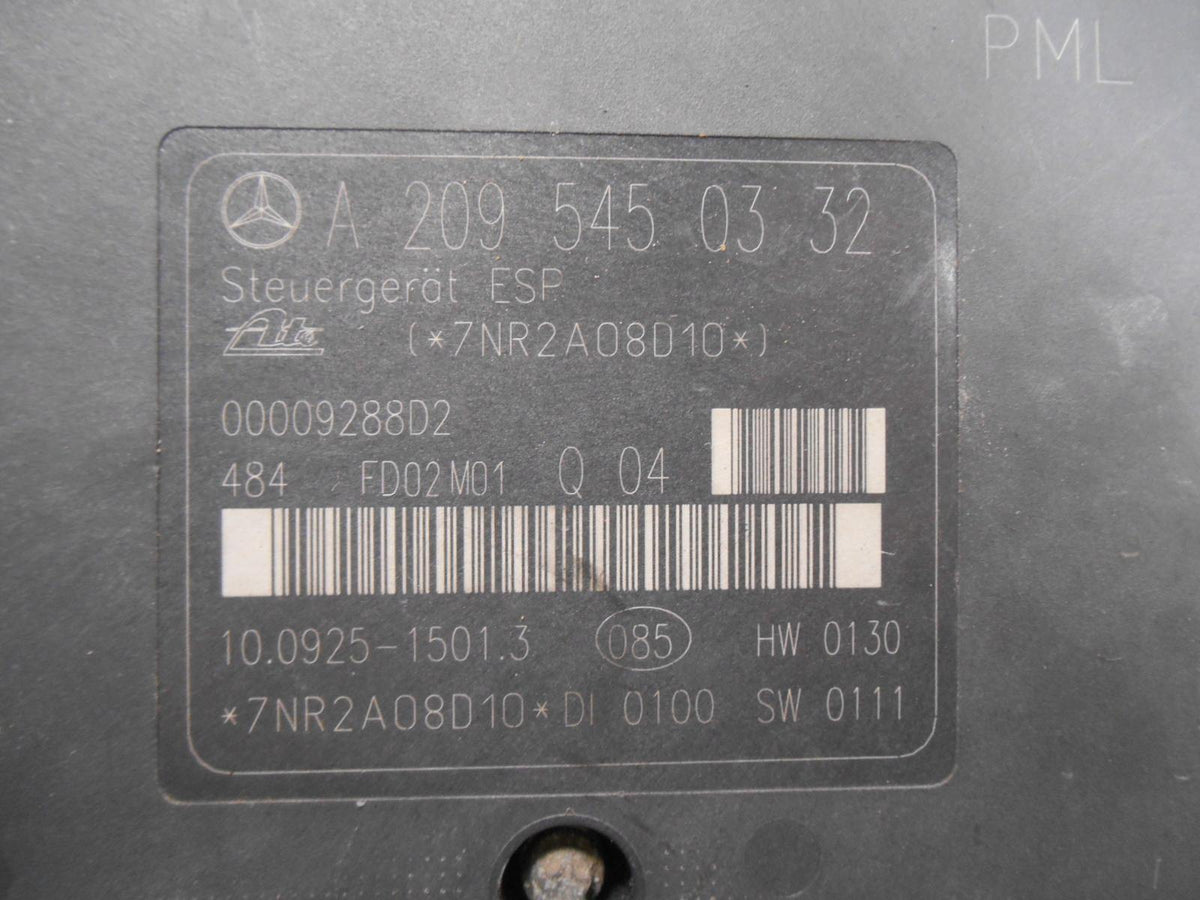 PML
A 209 545 03 32
Steuergerät ESP
Ate (*7NR2A08D10*)
00009288D2
484 FD02M01 Q 04
10.0925-1501.3 085 HW 0130
*7NR2A08D10* DI 0100 SW 0111